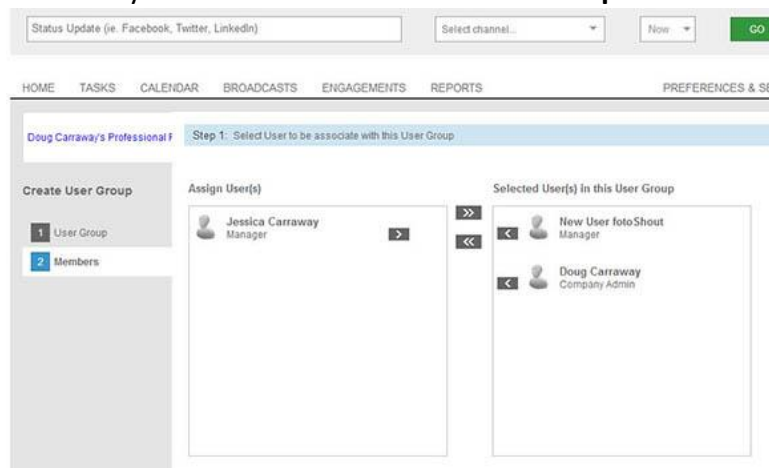 Status Update (ie. Facebook, Twitter, LinkedIn) Select channel... Now GO
HOME TASKS CALENDAR BROADCASTS ENGAGEMENTS REPORTS PREFERENCES & SE
Doug Carraway's Professional F Step 1: Select User to be associate with this User Group
Create User Group Assign User(s) Selected User(s) in this User Group
1 User Group
2 Members
Jessica Carraway
Manager
>
>>
<<
< New User fotoShout
Manager
< Doug Carraway
Company Admin